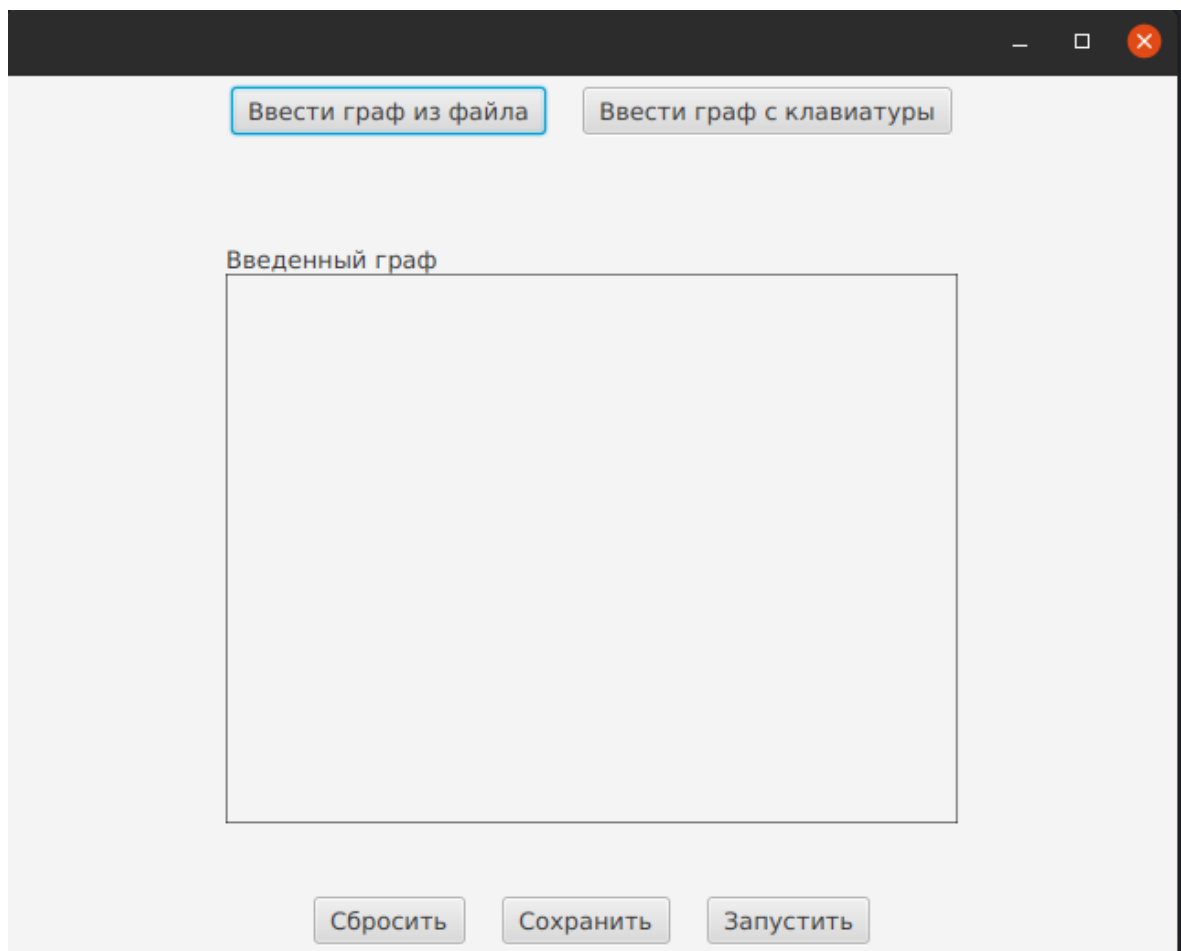 Ввести граф из файла Ввести граф с клавиатуры
Введенный граф
Сбросить Сохранить Запустить